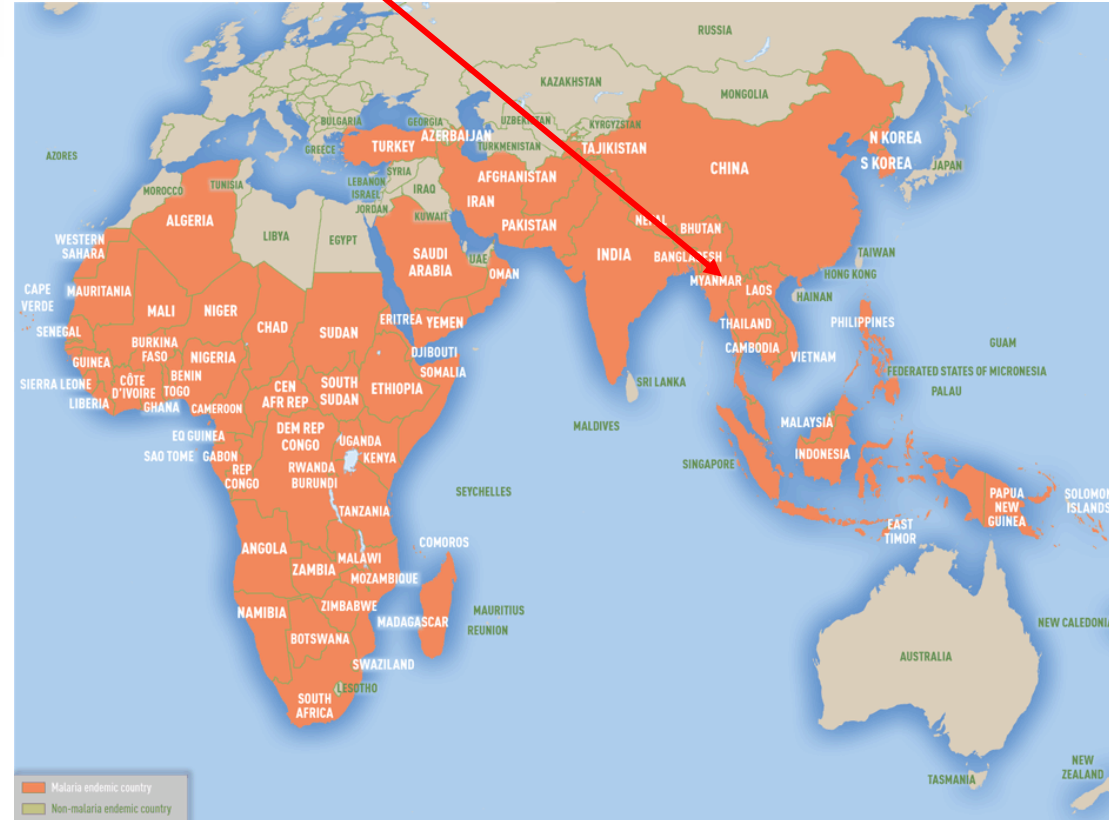 RUSSIA
KAZAKHSTAN
MONGOLIA
BULGARIA
GEORGIA
UZBEKISTAN
KYRGYZSTAN
GREECE
TURKEY
AZERBAIJAN
TURKMENISTAN
TAJIKISTAN
N KOREA
S KOREA
JAPAN
CHINA
AZORES
MOROCCO
TUNISIA
LEBANON
SYRIA
ISRAEL
IRAQ
JORDAN
KUWAIT
IRAN
AFGHANISTAN
PAKISTAN
NEPAL
BHUTAN
ALGERIA
LIBYA
EGYPT
WESTERN
SAHARA
SAUDI
ARABIA
UAE
OMAN
INDIA
BANGLADESH
MYANMAR
LAOS
TAIWAN
HONG KONG
HAINAN
CAPE
VERDE
MAURITANIA
MALI
NIGER
CHAD
SUDAN
ERITREA
YEMEN
THAILAND
PHILIPPINES
SENEGAL
BURKINA
FASO
NIGERIA
DJIBOUTI
SOMALIA
CAMBODIA
VIETNAM
GUAM
GUINEA
SIERRA LEONE
CÔTE
D'IVOIRE
BENIN
TOGO
LIBERIA
GHANA
CAMEROON
CEN
AFR REP
SOUTH
SUDAN
ETHIOPIA
SRI LANKA
FEDERATED STATES OF MICRONESIA
PALAU
MALDIVES
MALAYSIA
EQ GUINEA
SAO TOME
GABON
REP
CONGO
DEM REP
CONGO
UGANDA
KENYA
RWANDA
BURUNDI
SINGAPORE
INDONESIA
SEYCHELLES
TANZANIA
PAPUA
NEW
GUINEA
SOLOMON
ISLANDS
EAST
TIMOR
COMOROS
ANGOLA
ZAMBIA
MALAWI
MOZAMBIQUE
NAMIBIA
ZIMBABWE
MADAGASCAR
MAURITIUS
REUNION
BOTSWANA
SWAZILAND
NEW CALEDONIA
AUSTRALIA
SOUTH
AFRICA
LESOTHO
TASMANIA
NEW
ZEALAND
Malaria endemic country
Non-malaria endemic country